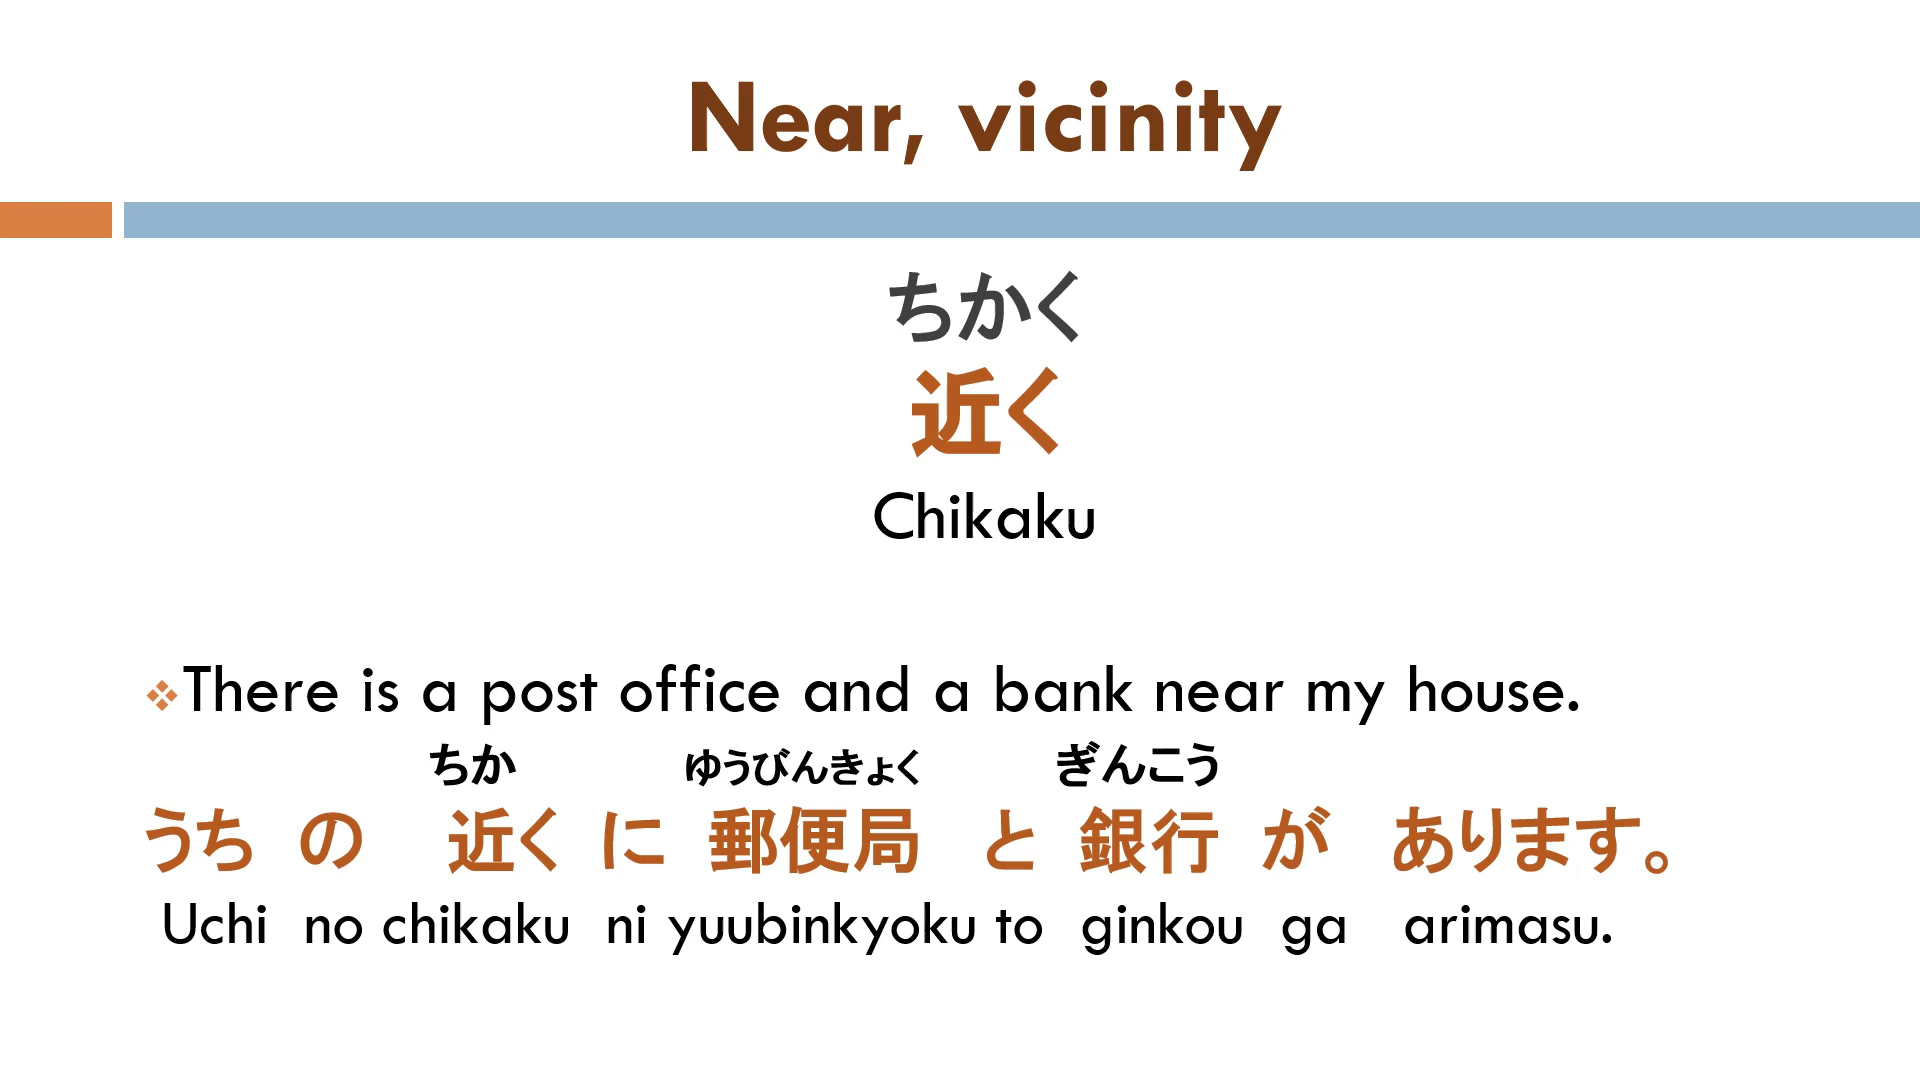 Near, vicinity
ちかく
近く
Chikaku
There is a post office and a bank near my house.
ちか ゆうびんきょく ぎんこう
うち の 近く に 郵便局 と 銀行 が あります。
Uchi no chikaku ni yuubinkyoku to ginkou ga arimasu.